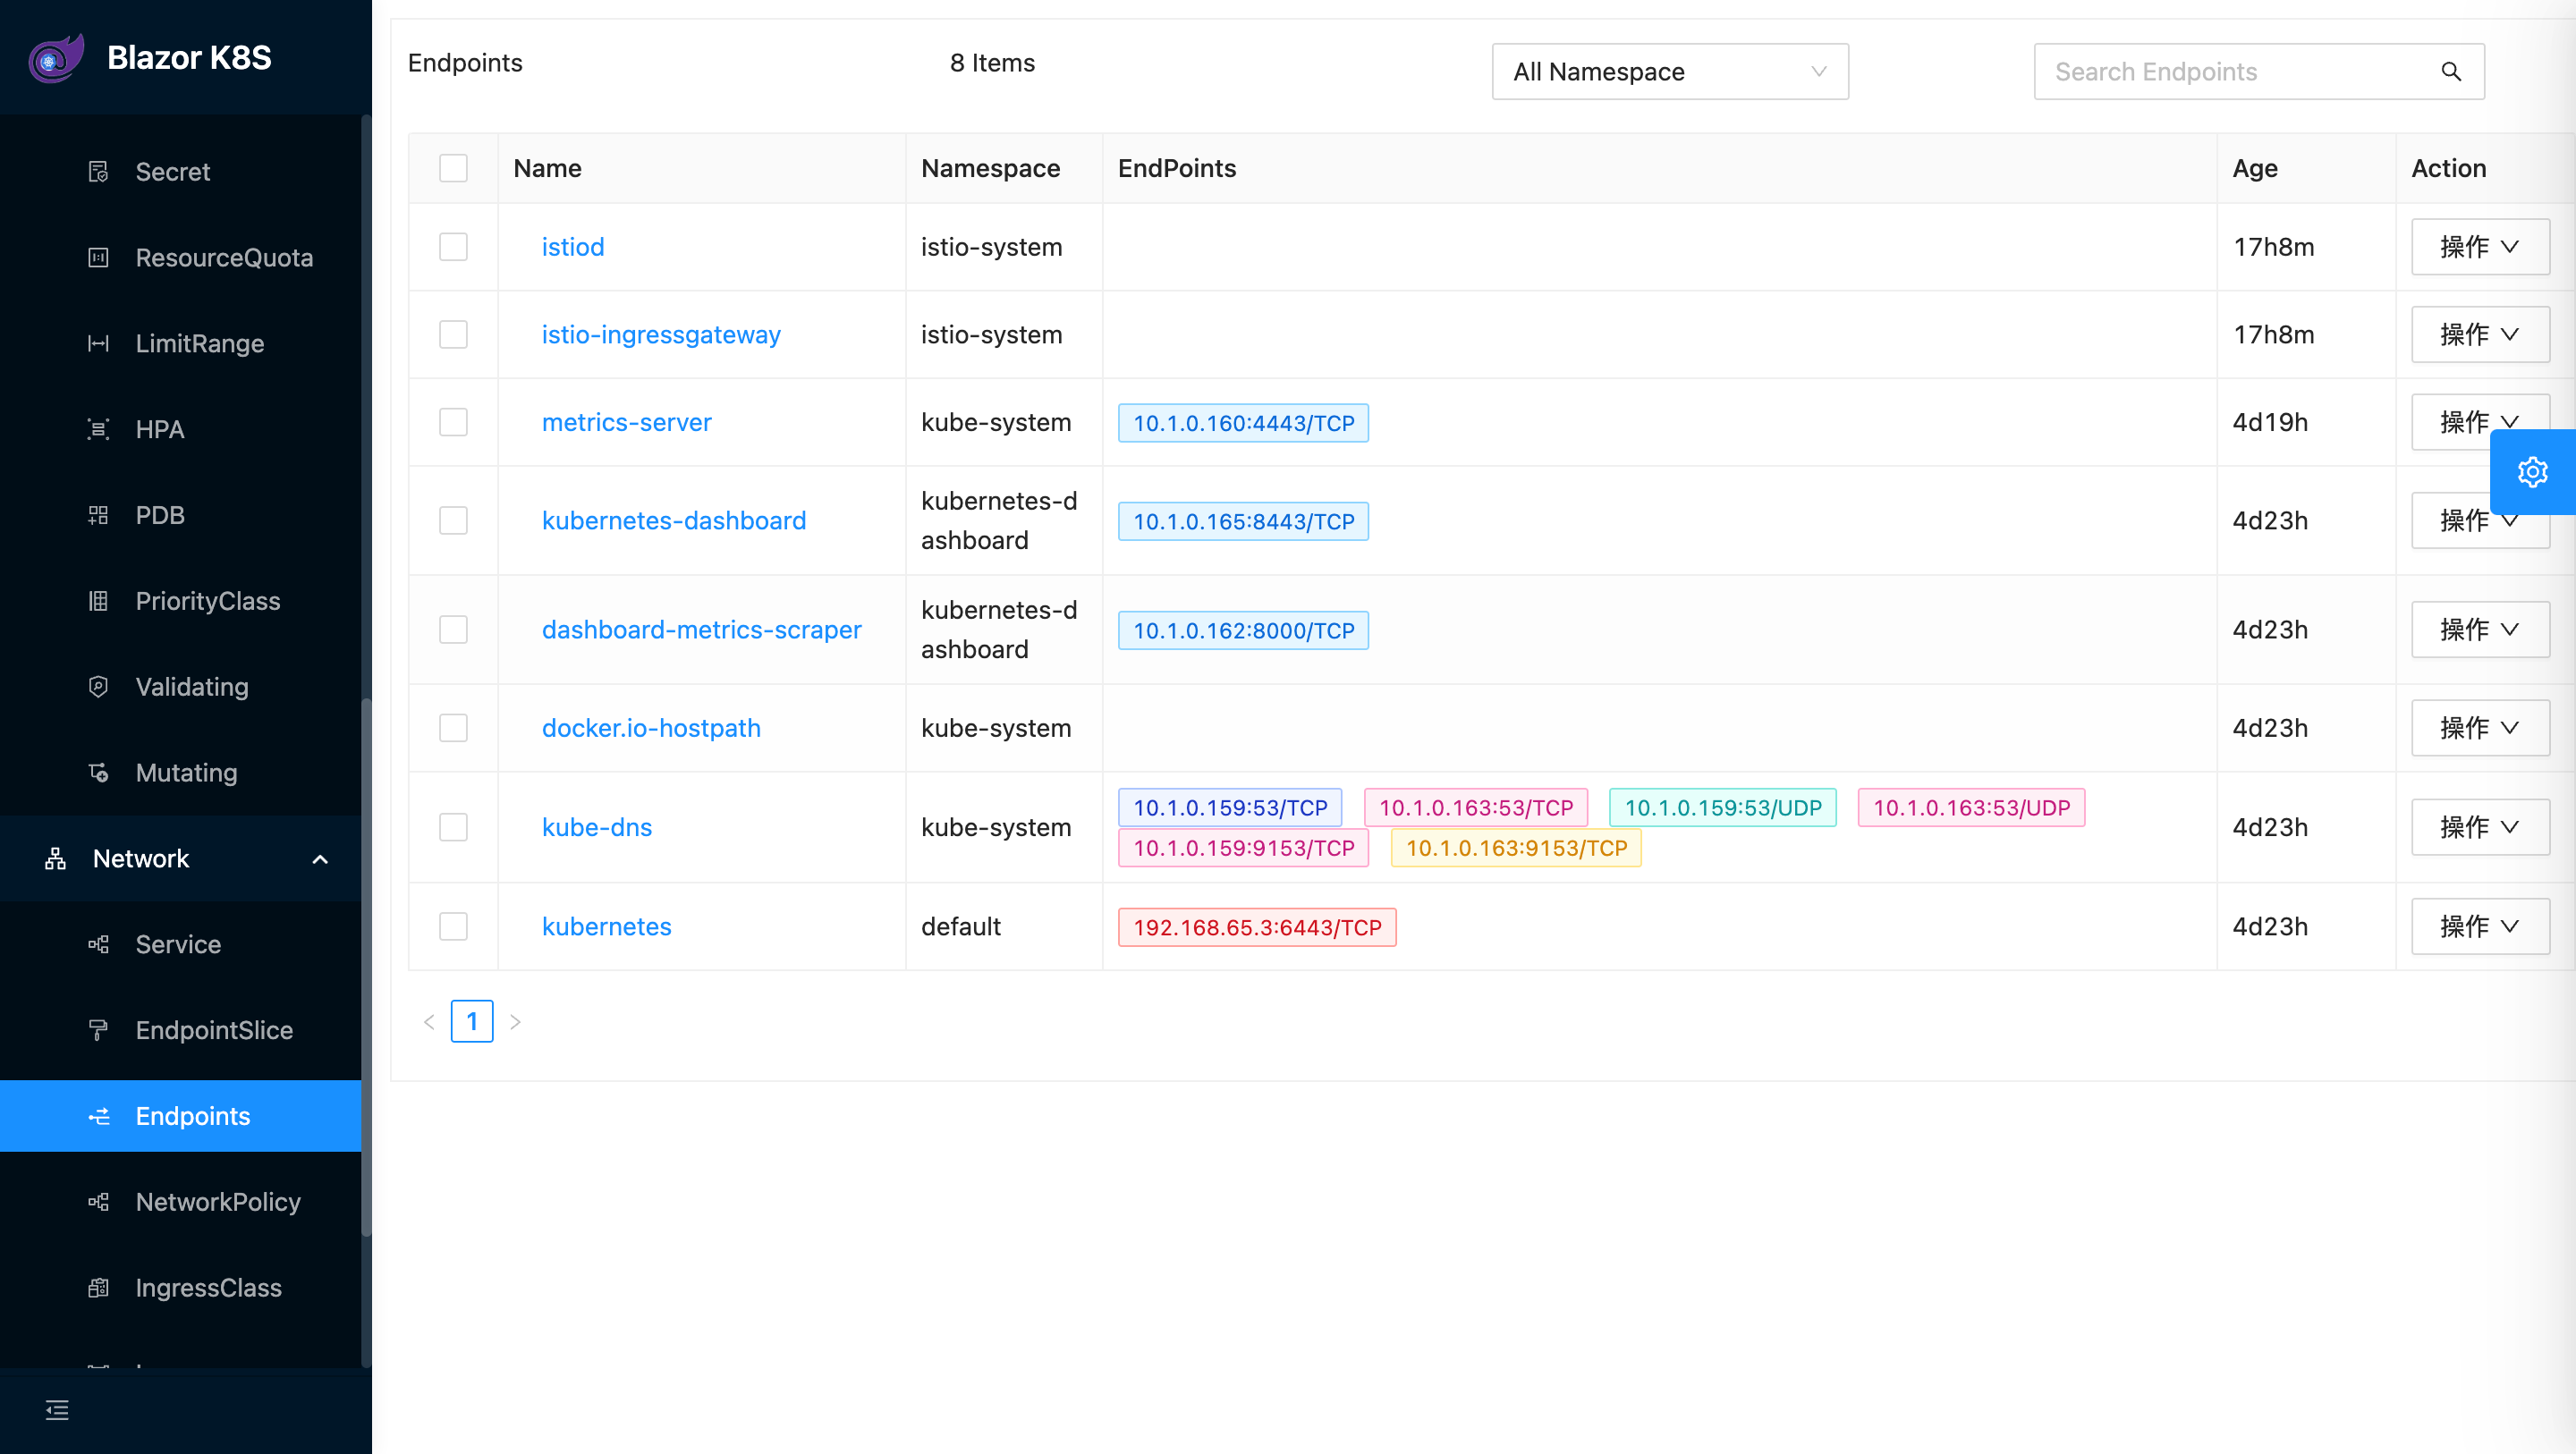 Blazor K8S
Secret
ResourceQuota
LimitRange
HPA
PDB
PriorityClass
Validating
Mutating
Network
Service
EndpointSlice
Endpoints
NetworkPolicy
IngressClass
Endpoints
8 Items
All Namespace
Search Endpoints
Name Namespace EndPoints Age Action
istiod istio-system 17h8m 操作
istio-ingressgateway istio-system 17h8m 操作
metrics-server kube-system 10.1.0.160:4443/TCP 4d19h 操作
kubernetes-dashboard kubernetes-d
ashboard 10.1.0.165:8443/TCP 4d23h 操作
dashboard-metrics-scraper kubernetes-d
ashboard 10.1.0.162:8000/TCP 4d23h 操作
docker.io-hostpath kube-system 4d23h 操作
kube-dns kube-system 10.1.0.159:53/TCP 10.1.0.163:53/TCP 10.1.0.159:53/UDP 10.1.0.163:53/UDP
10.1.0.159:9153/TCP 10.1.0.163:9153/TCP 4d23h 操作
kubernetes default 192.168.65.3:6443/TCP 4d23h 操作
1